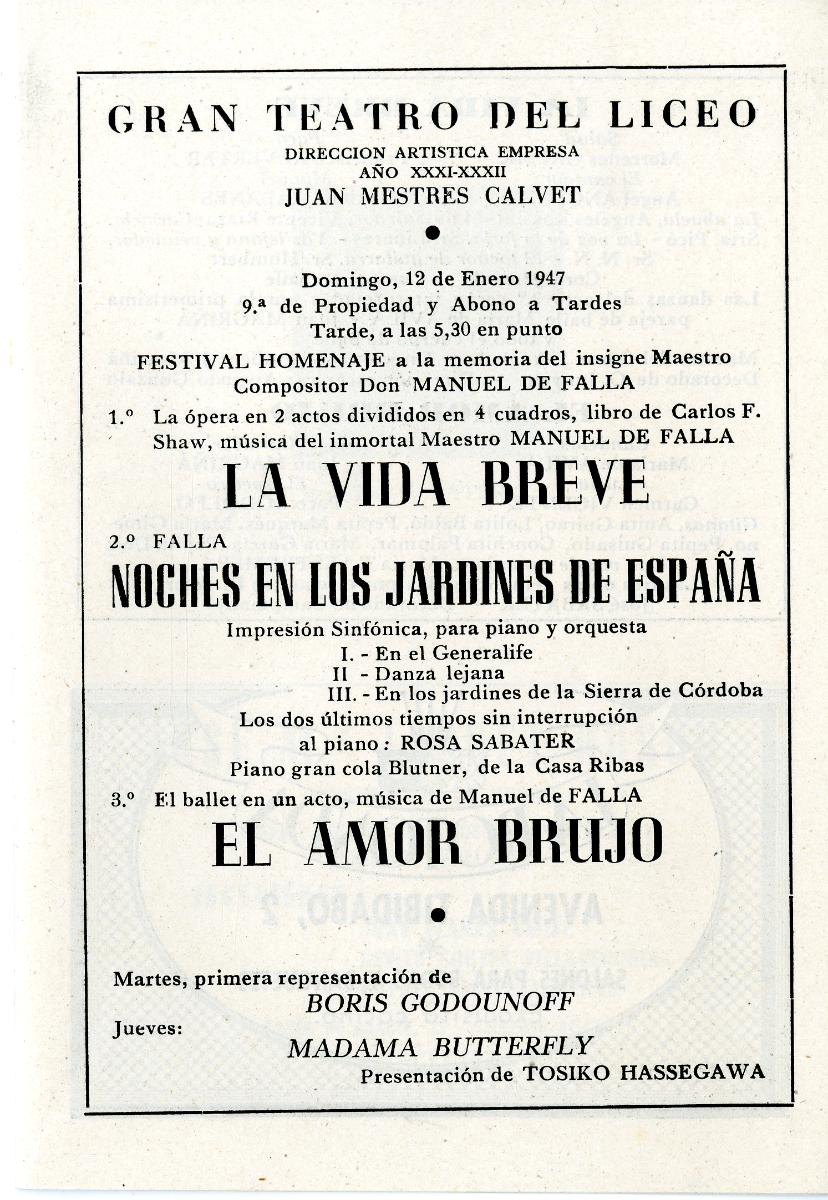 GRAN TEATRO DEL LICEO
DIRECCION ARTISTICA EMPRESA
AÑO XXXI-XXXII
JUAN MESTRES CALVET
●
Domingo, 12 de Enero 1947
9.ª de Propiedad y Abono a Tardes
Tarde, a las 5,30 en punto
FESTIVAL HOMENAJE a la memoria del insigne Maestro
Compositor Don MANUEL DE FALLA
1.º La ópera en 2 actos divididos en 4 cuadros, libro de Carlos F.
Shaw, música del inmortal Maestro MANUEL DE FALLA
LA VIDA BREVE
2.º FALLA
NOCHES EN LOS JARDINES DE ESPAÑA
Impresión Sinfónica, para piano y orquesta
I. - En el Generalife
II - Danza lejana
III. - En los jardines de la Sierra de Córdoba
Los dos últimos tiempos sin interrupción
al piano : ROSA SABATER
Piano gran cola Blutner, de la Casa Ribas
3.º El ballet en un acto, música de Manuel de FALLA
EL AMOR BRUJO
●
Martes, primera representación de
BORIS GODOUNOFF
Jueves:
MADAMA BUTTERFLY
Presentación de TOSIKO HASSEGAWA